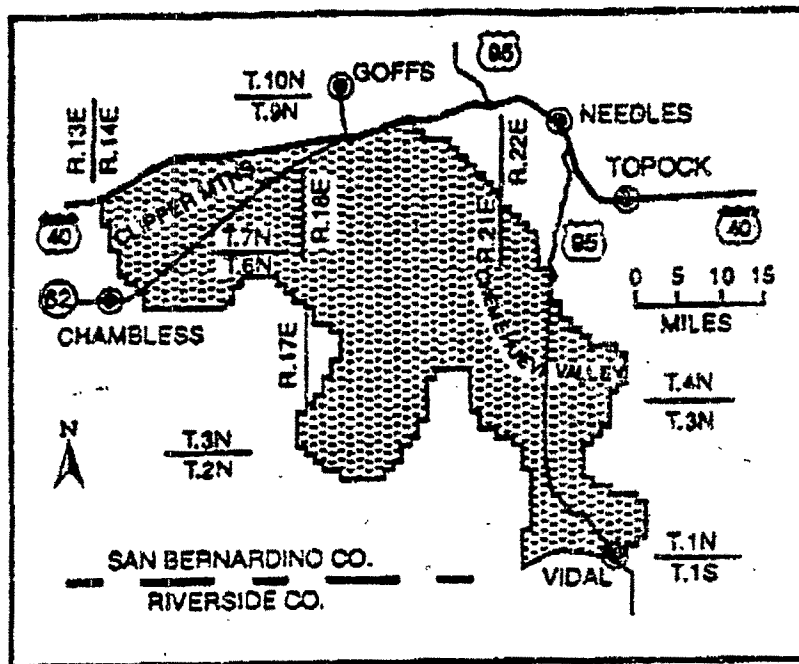 95
GOFFS
T.10N
T.9N
R.13E
R.14E
NEEDLES
R.22E
R.21E
TOPOCK
CLIPPER MTNS
R.18E
40
40
T.7N
T.6N
95
0 5 10 15
MILES
62
CHAMBLESS
CHEMEHUEVI
VALLEY
R.17E
T.4N
T.3N
N
T.3N
T.2N
SAN BERNARDINO CO.
RIVERSIDE CO.
VIDAL
T.1N
T.1S